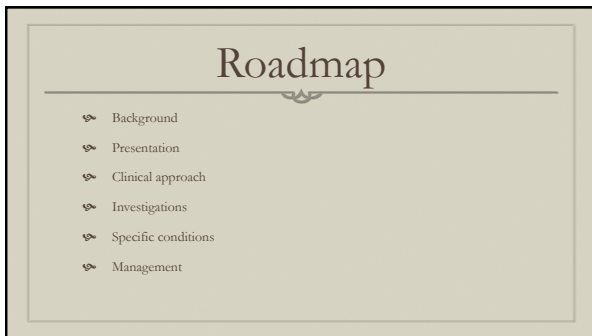 Roadmap
Background
Presentation
Clinical approach
Investigations
Specific conditions
Management